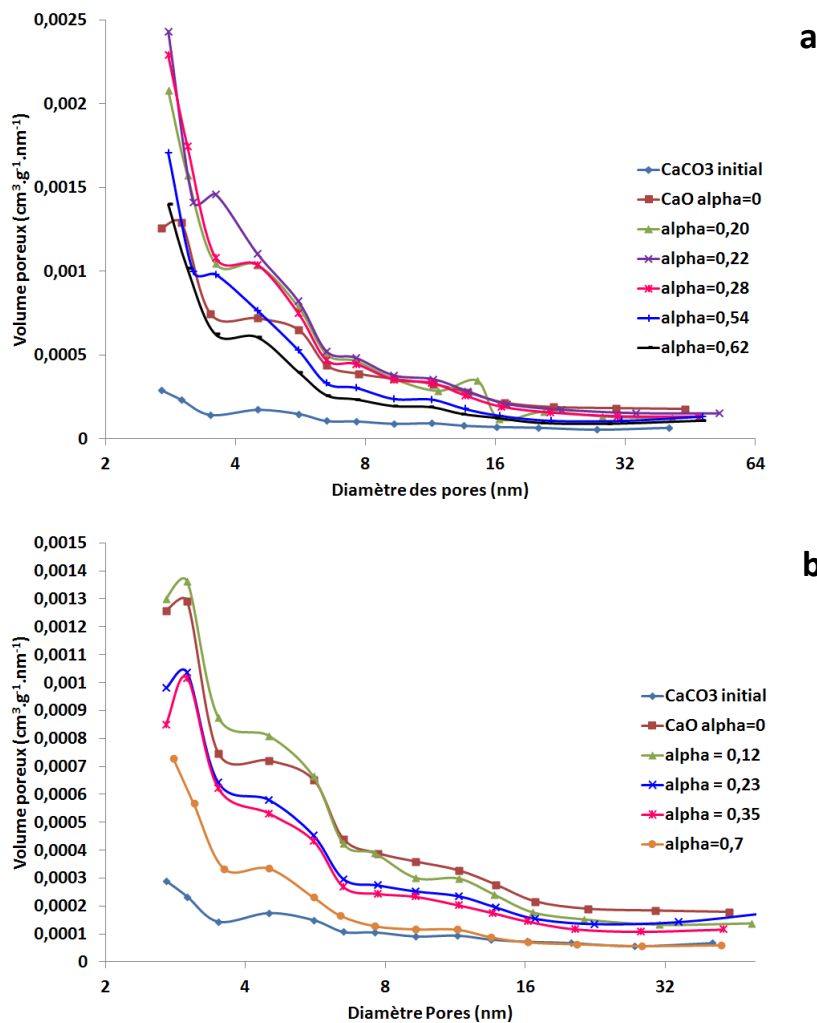 a
0,0025
0,002
0,0015
0,001
0,0005
0
2 4 8 16 32 64
Volume poreux (cm³.g⁻¹.nm⁻¹)
Diamètre des pores (nm)
CaCO3 initial
CaO alpha=0
alpha=0,20
alpha=0,22
alpha=0,28
alpha=0,54
alpha=0,62
b
0,0015
0,0014
0,0013
0,0012
0,0011
0,001
0,0009
0,0008
0,0007
0,0006
0,0005
0,0004
0,0003
0,0002
0,0001
0
2 4 8 16 32
Volume poreux (cm³.g⁻¹.nm⁻¹)
Diamètre Pores (nm)
CaCO3 initial
CaO alpha=0
alpha = 0,12
alpha = 0,23
alpha = 0,35
alpha=0,7